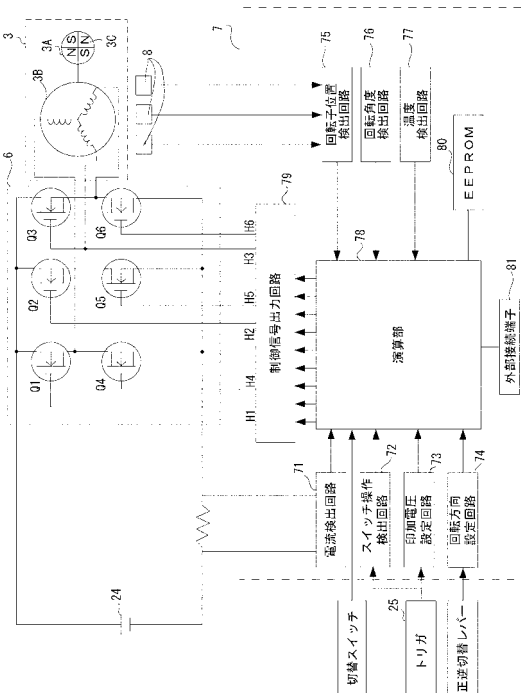 3
3A
N S
S N
3C
3B
8
7
6
Q3
Q6
Q2
Q5
Q1
Q4
24
75
回転子位置
検出回路
76
回転角度
検出回路
77
温度
検出回路
80
EEPROM
79
H6
H3
H5
H2
H4
H1
制御信号出力回路
78
演算部
81
外部接続端子
71
電流検出回路
72
スイッチ操作
検出回路
73
印加電圧
設定回路
74
回転方向
設定回路
切替スイッチ
25
トリガ
正逆切替レバー